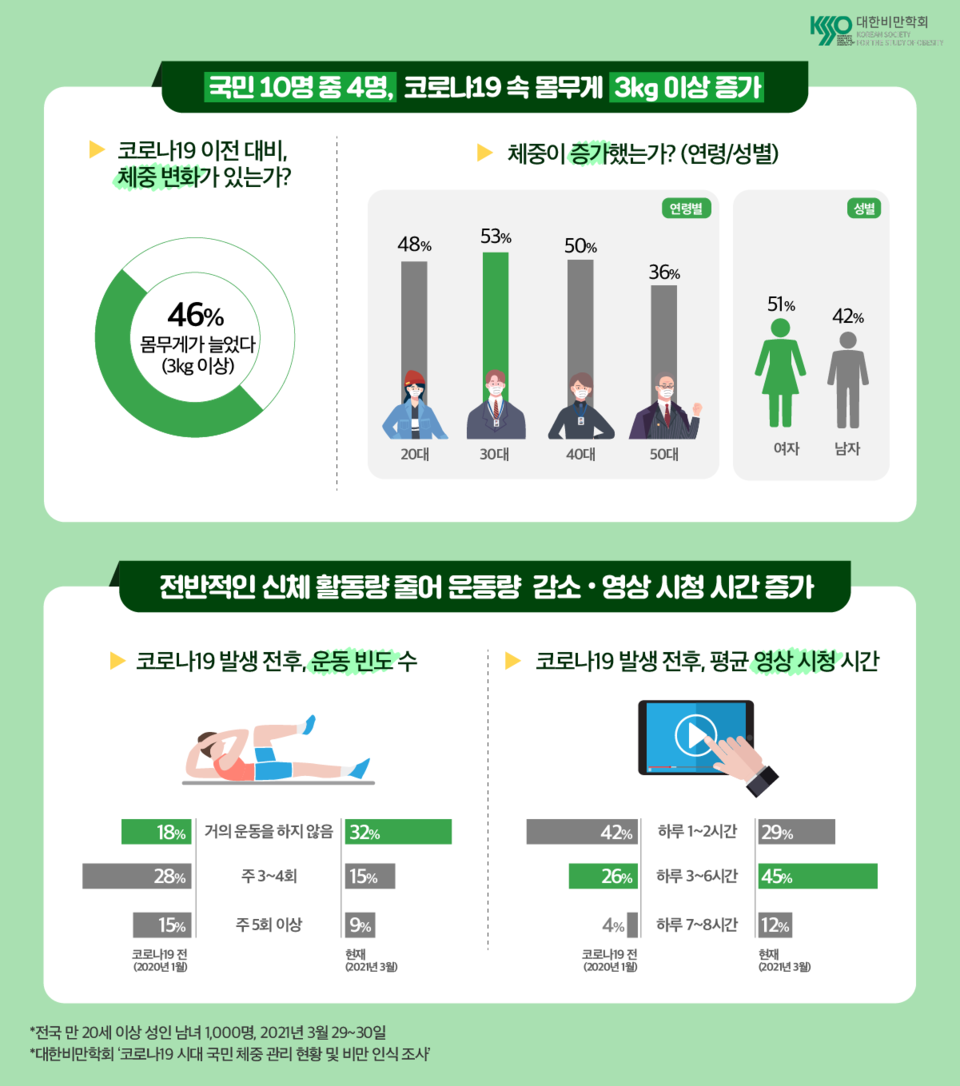 KSSO 대한비만학회
KOREAN SOCIETY
FOR THE STUDY OF OBESITY
국민 10명 중 4명, 코로나19 속 몸무게 3kg 이상 증가
코로나19 이전 대비,
체중 변화가 있는가?
46%
몸무게가 늘었다
(3kg 이상)
체중이 증가했는가? (연령/성별)
연령별
48% 53% 50% 36%
20대 30대 40대 50대
성별
51% 42%
여자 남자
전반적인 신체 활동량 줄어 운동량 감소 · 영상 시청 시간 증가
코로나19 발생 전후, 운동 빈도 수
18% 거의 운동을 하지 않음 32%
28% 주 3~4회 15%
15% 주 5회 이상 9%
코로나19 전 현재
(2020년 1월) (2021년 3월)
코로나19 발생 전후, 평균 영상 시청 시간
42% 하루 1~2시간 29%
26% 하루 3~6시간 45%
4% 하루 7~8시간 12%
코로나19 전 현재
(2020년 1월) (2021년 3월)
*전국 만 20세 이상 성인 남녀 1,000명, 2021년 3월 29~30일
*대한비만학회 ‘코로나19 시대 국민 체중 관리 현황 및 비만 인식 조사’